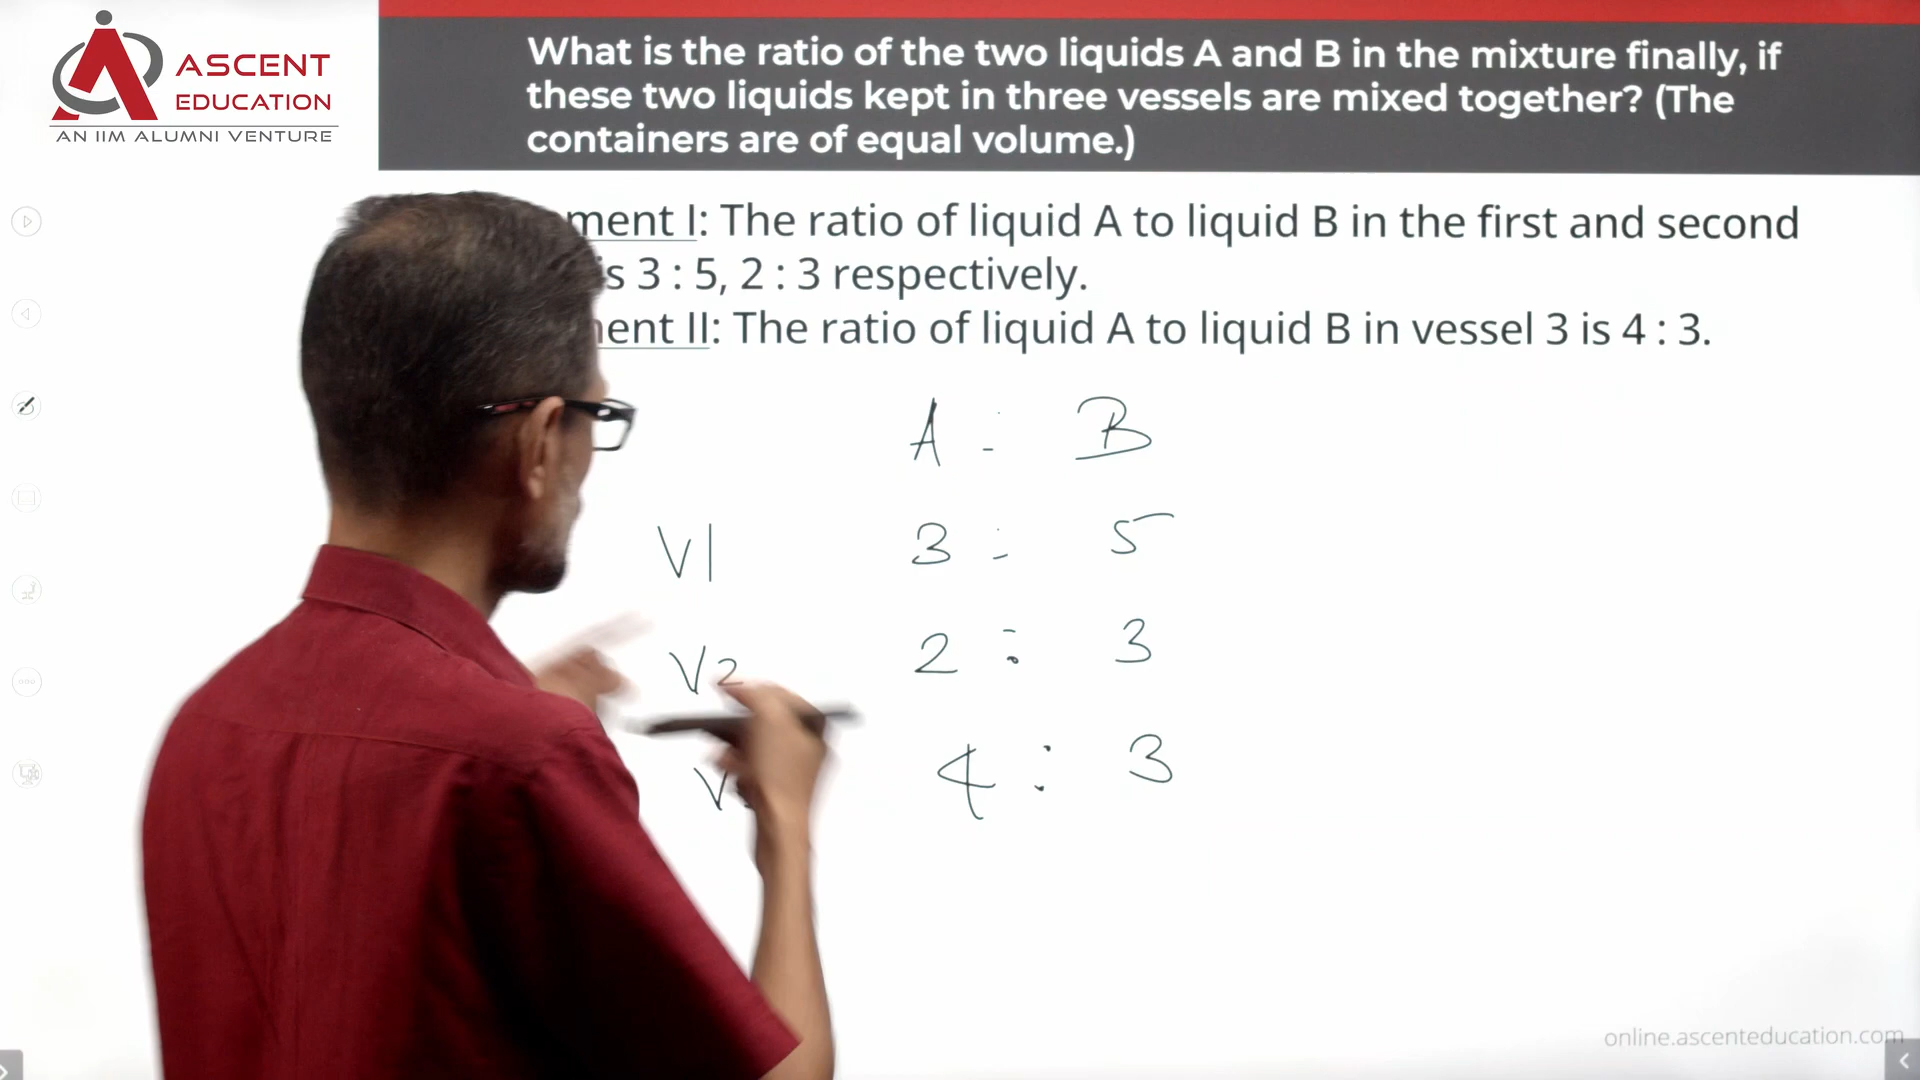 ASCENT
EDUCATION
AN IIM ALUMNI VENTURE
What is the ratio of the two liquids A and B in the mixture finally, if
these two liquids kept in three vessels are mixed together? (The
containers are of equal volume.)
ment I: The ratio of liquid A to liquid B in the first and second
s 3 : 5, 2 : 3 respectively.
ent II: The ratio of liquid A to liquid B in vessel 3 is 4 : 3.
A : B
V1 3 : 5
V2 2 : 3
V 4 : 3
online.ascenteducation.com